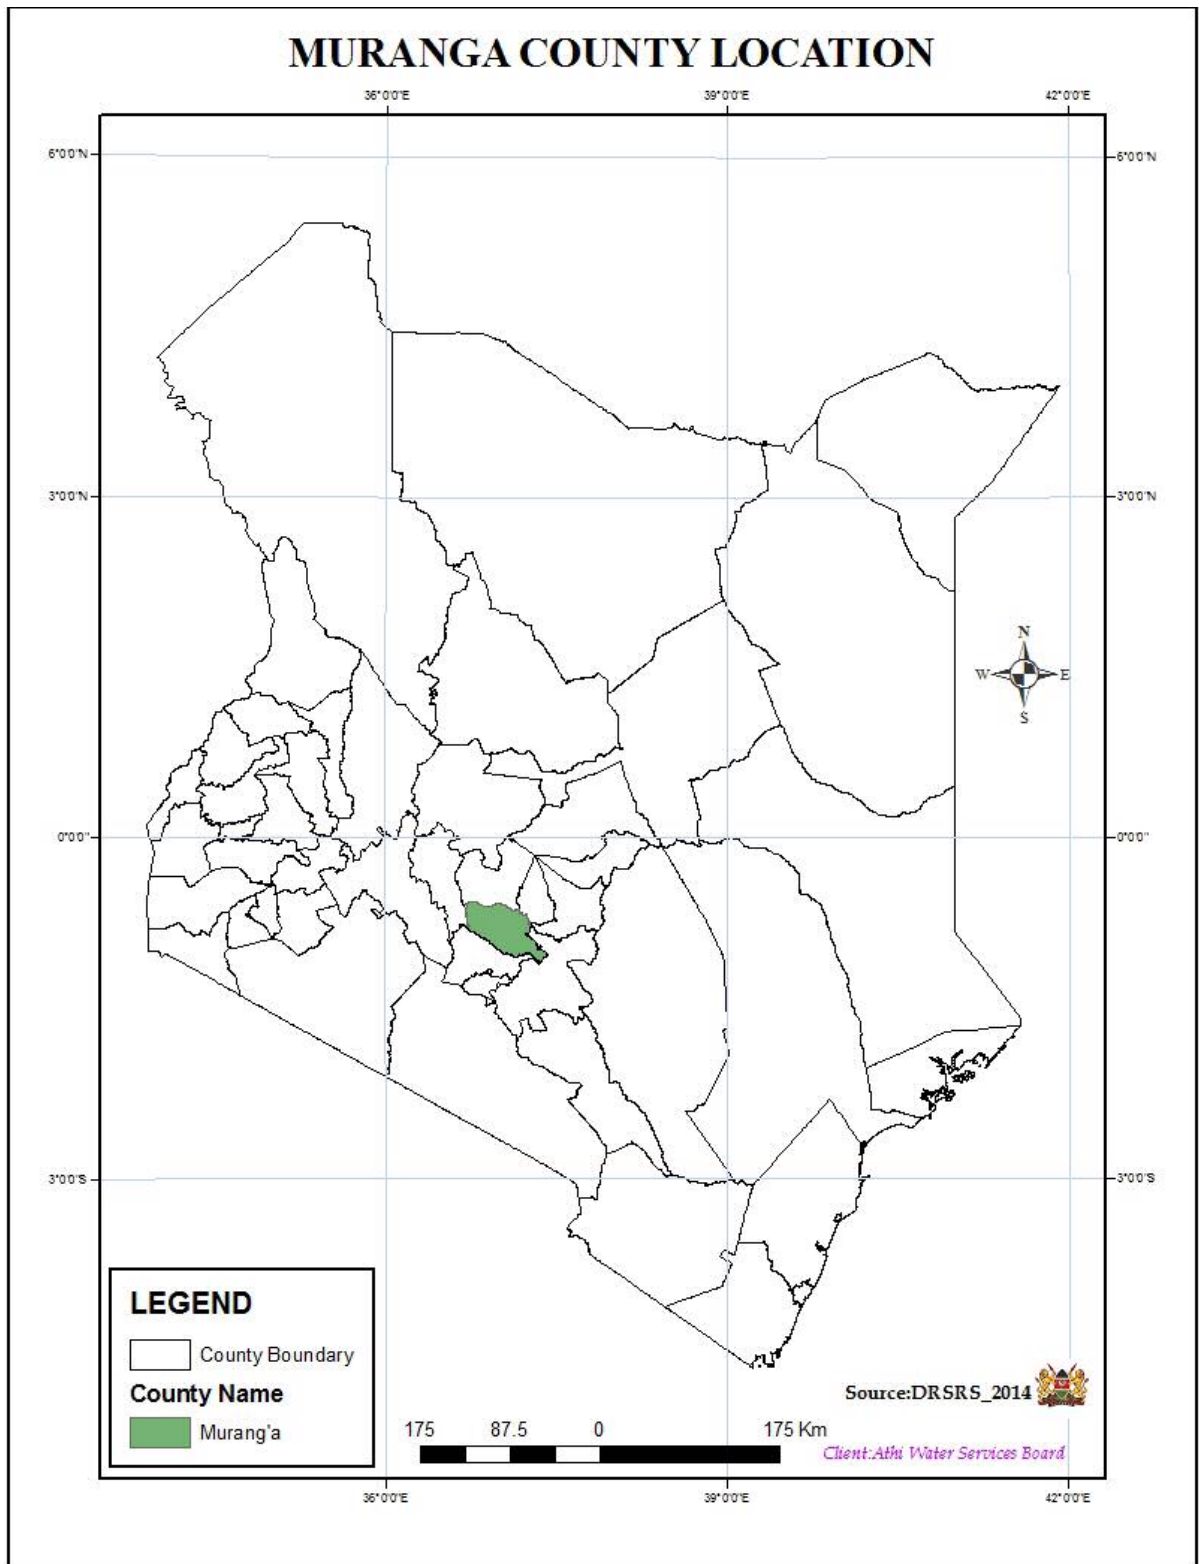 MURANGA COUNTY LOCATION
36°0'0"E 39°0'0"E 42°0'0"E
6°0'0"N 6°0'0"N
3°0'0"N 3°0'0"N
N
W E
S
0°0'0" 0°0'0"
3°0'0"S 3°0'0"S
LEGEND
County Boundary
County Name
Murang'a
Source:DRSRS_2014
175 87.5 0 175 Km
Client:Athi Water Services Board
36°0'0"E 39°0'0"E 42°0'0"E